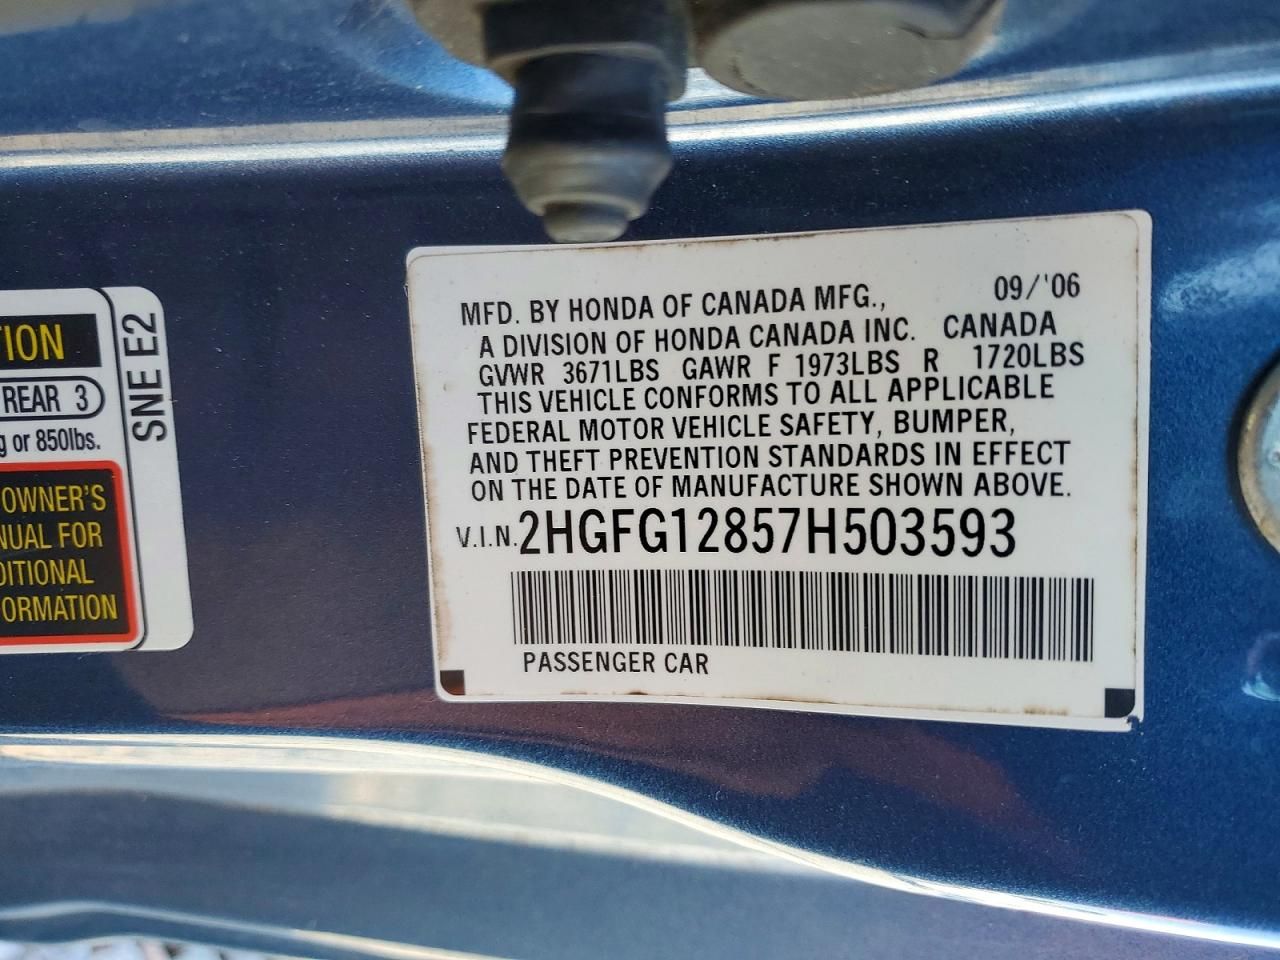 TION
REAR 3
g or 850lbs.
OWNER'S
NUAL FOR
DITIONAL
FORMATION
SNE E2
MFD. BY HONDA OF CANADA MFG., 09/'06
A DIVISION OF HONDA CANADA INC. CANADA
GVWR 3671LBS GAWR F 1973LBS R 1720LBS
THIS VEHICLE CONFORMS TO ALL APPLICABLE
FEDERAL MOTOR VEHICLE SAFETY, BUMPER,
AND THEFT PREVENTION STANDARDS IN EFFECT
ON THE DATE OF MANUFACTURE SHOWN ABOVE.
V.I.N. 2HGFG12857H503593
PASSENGER CAR